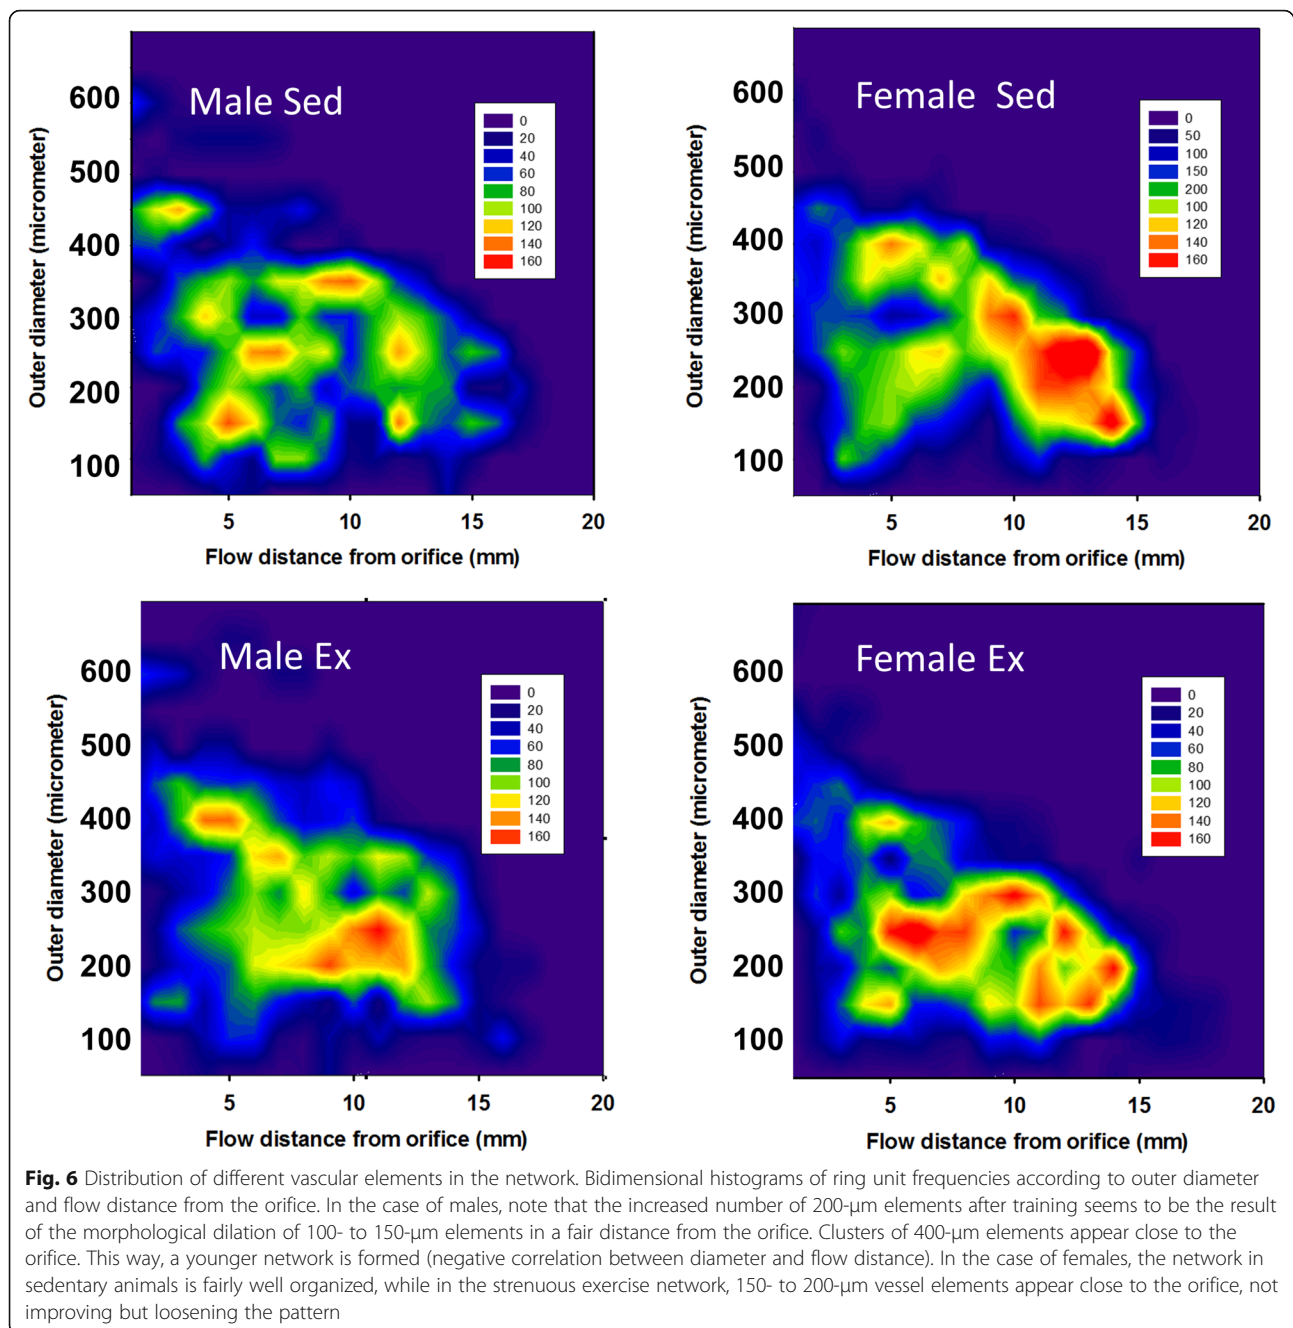 Male Sed
600
500
400
300
200
100
Outer diameter (micrometer)
0
20
40
60
80
100
120
140
160
5 10 15 20
Flow distance from orifice (mm)
Female Sed
600
500
400
300
200
100
Outer diameter (micrometer)
0
50
100
150
200
100
120
140
160
5 10 15 20
Flow distance from orifice (mm)
Male Ex
600
500
400
300
200
100
Outer diameter (micrometer)
0
20
40
60
80
100
120
140
160
5 10 15 20
Flow distance from orifice (mm)
Female Ex
600
500
400
300
200
100
Outer diameter (micrometer)
0
20
40
60
80
100
120
140
160
5 10 15 20
Flow distance from orifice (mm)
Fig. 6 Distribution of different vascular elements in the network. Bidimensional histograms of ring unit frequencies according to outer diameter
and flow distance from the orifice. In the case of males, note that the increased number of 200-μm elements after training seems to be the result
of the morphological dilation of 100- to 150-μm elements in a fair distance from the orifice. Clusters of 400-μm elements appear close to the
orifice. This way, a younger network is formed (negative correlation between diameter and flow distance). In the case of females, the network in
sedentary animals is fairly well organized, while in the strenuous exercise network, 150- to 200-μm vessel elements appear close to the orifice, not
improving but loosening the pattern